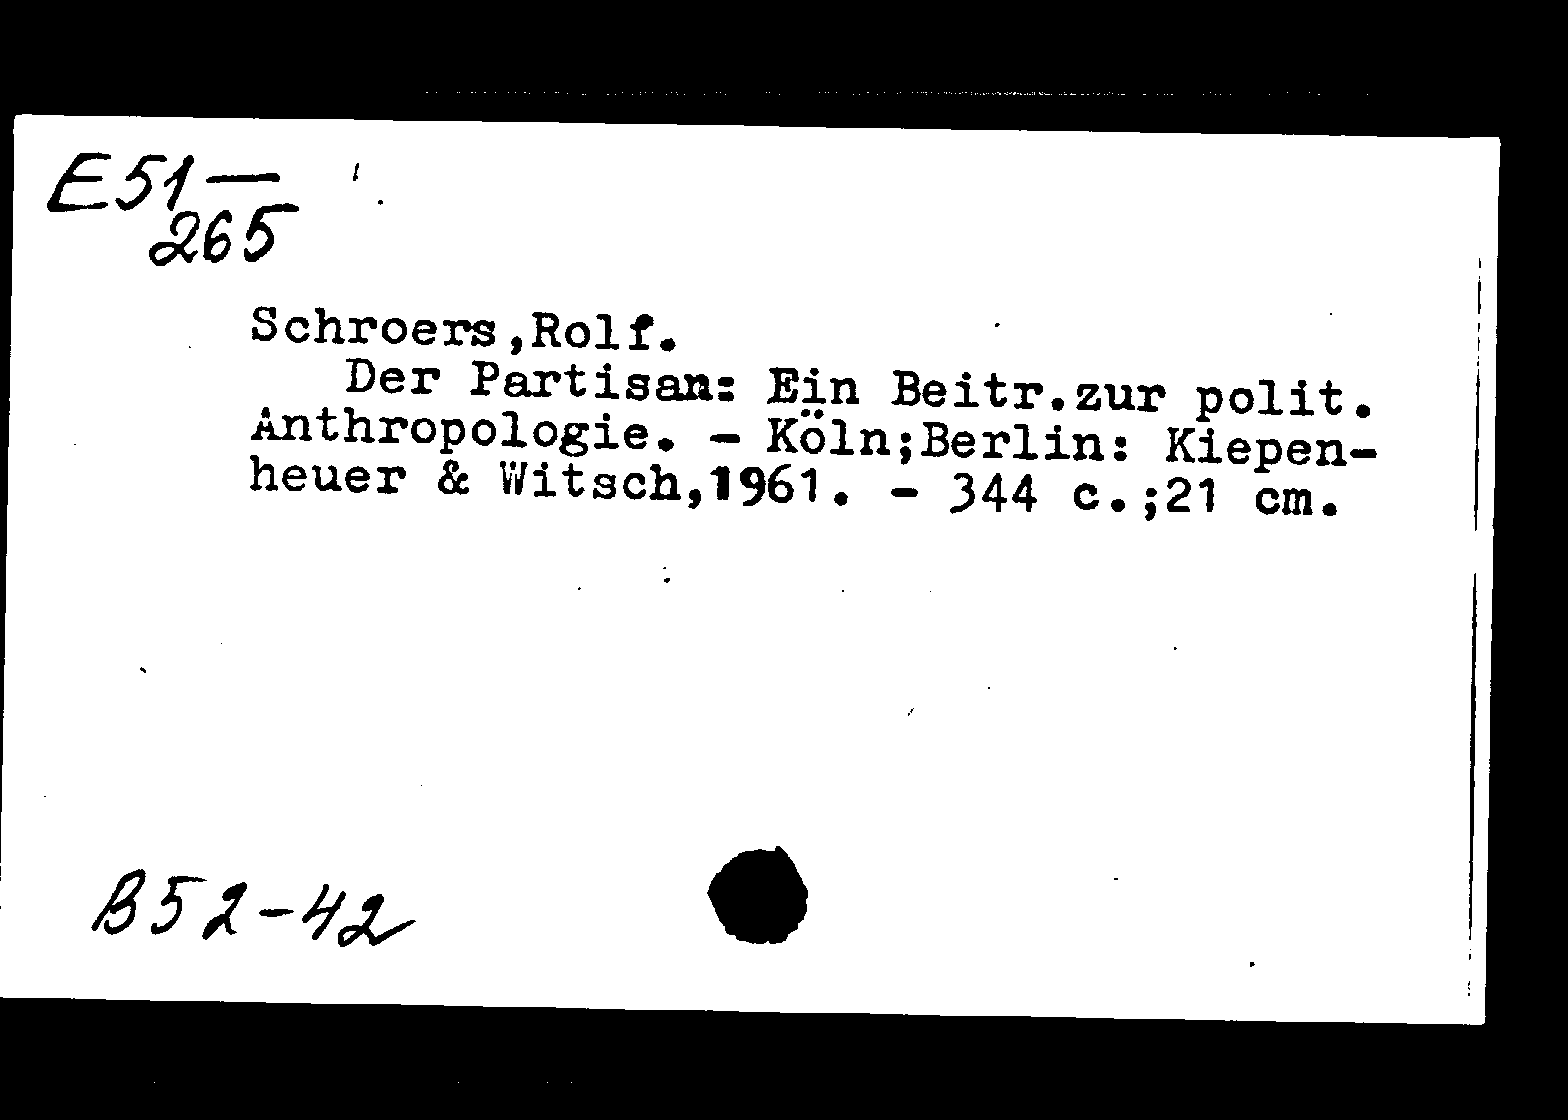 E51—
265
Schroers,Rolf.
Der Partisan: Ein Beitr.zur polit.
Anthropologie. - Köln;Berlin: Kiepen-
heuer & Witsch,1961. - 344 c.;21 cm.
B52-42